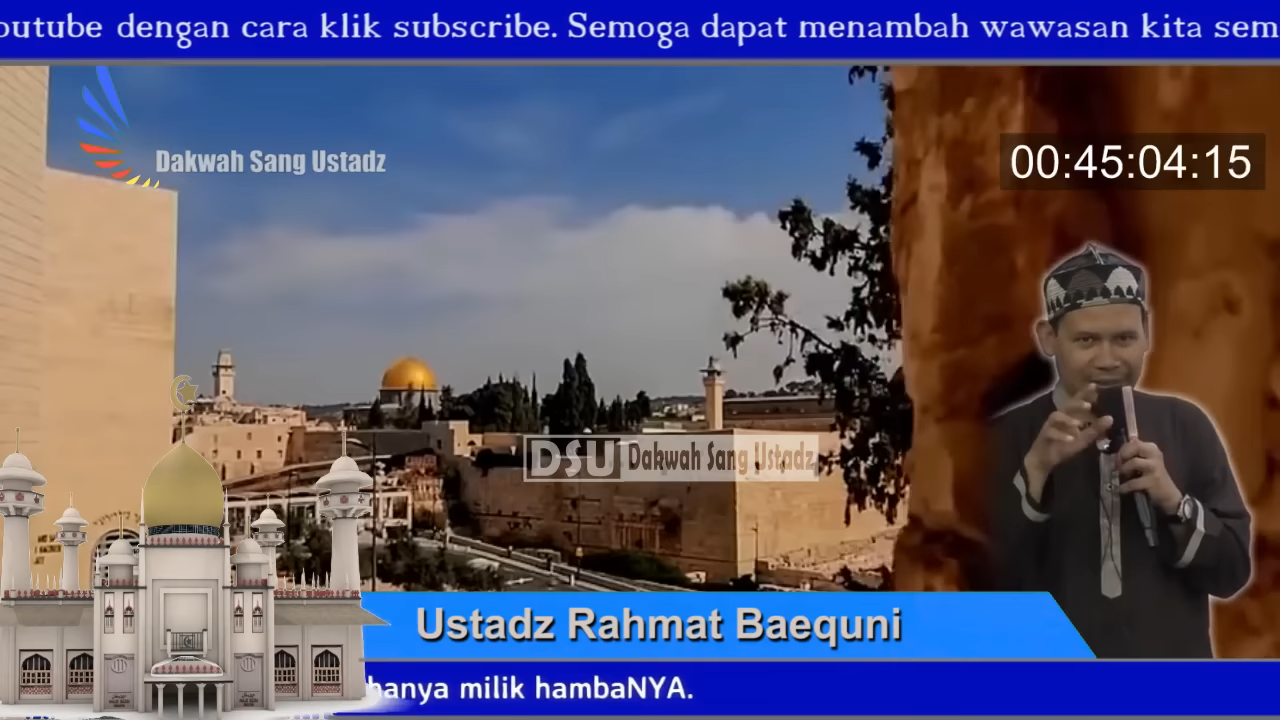 outube dengan cara klik subscribe. Semoga dapat menambah wawasan kita sem
Dakwah Sang Ustadz
00:45:04:15
DSU Dakwah Sang Ustadz
Ustadz Rahmat Baequni
hanya milik hambaNYA.